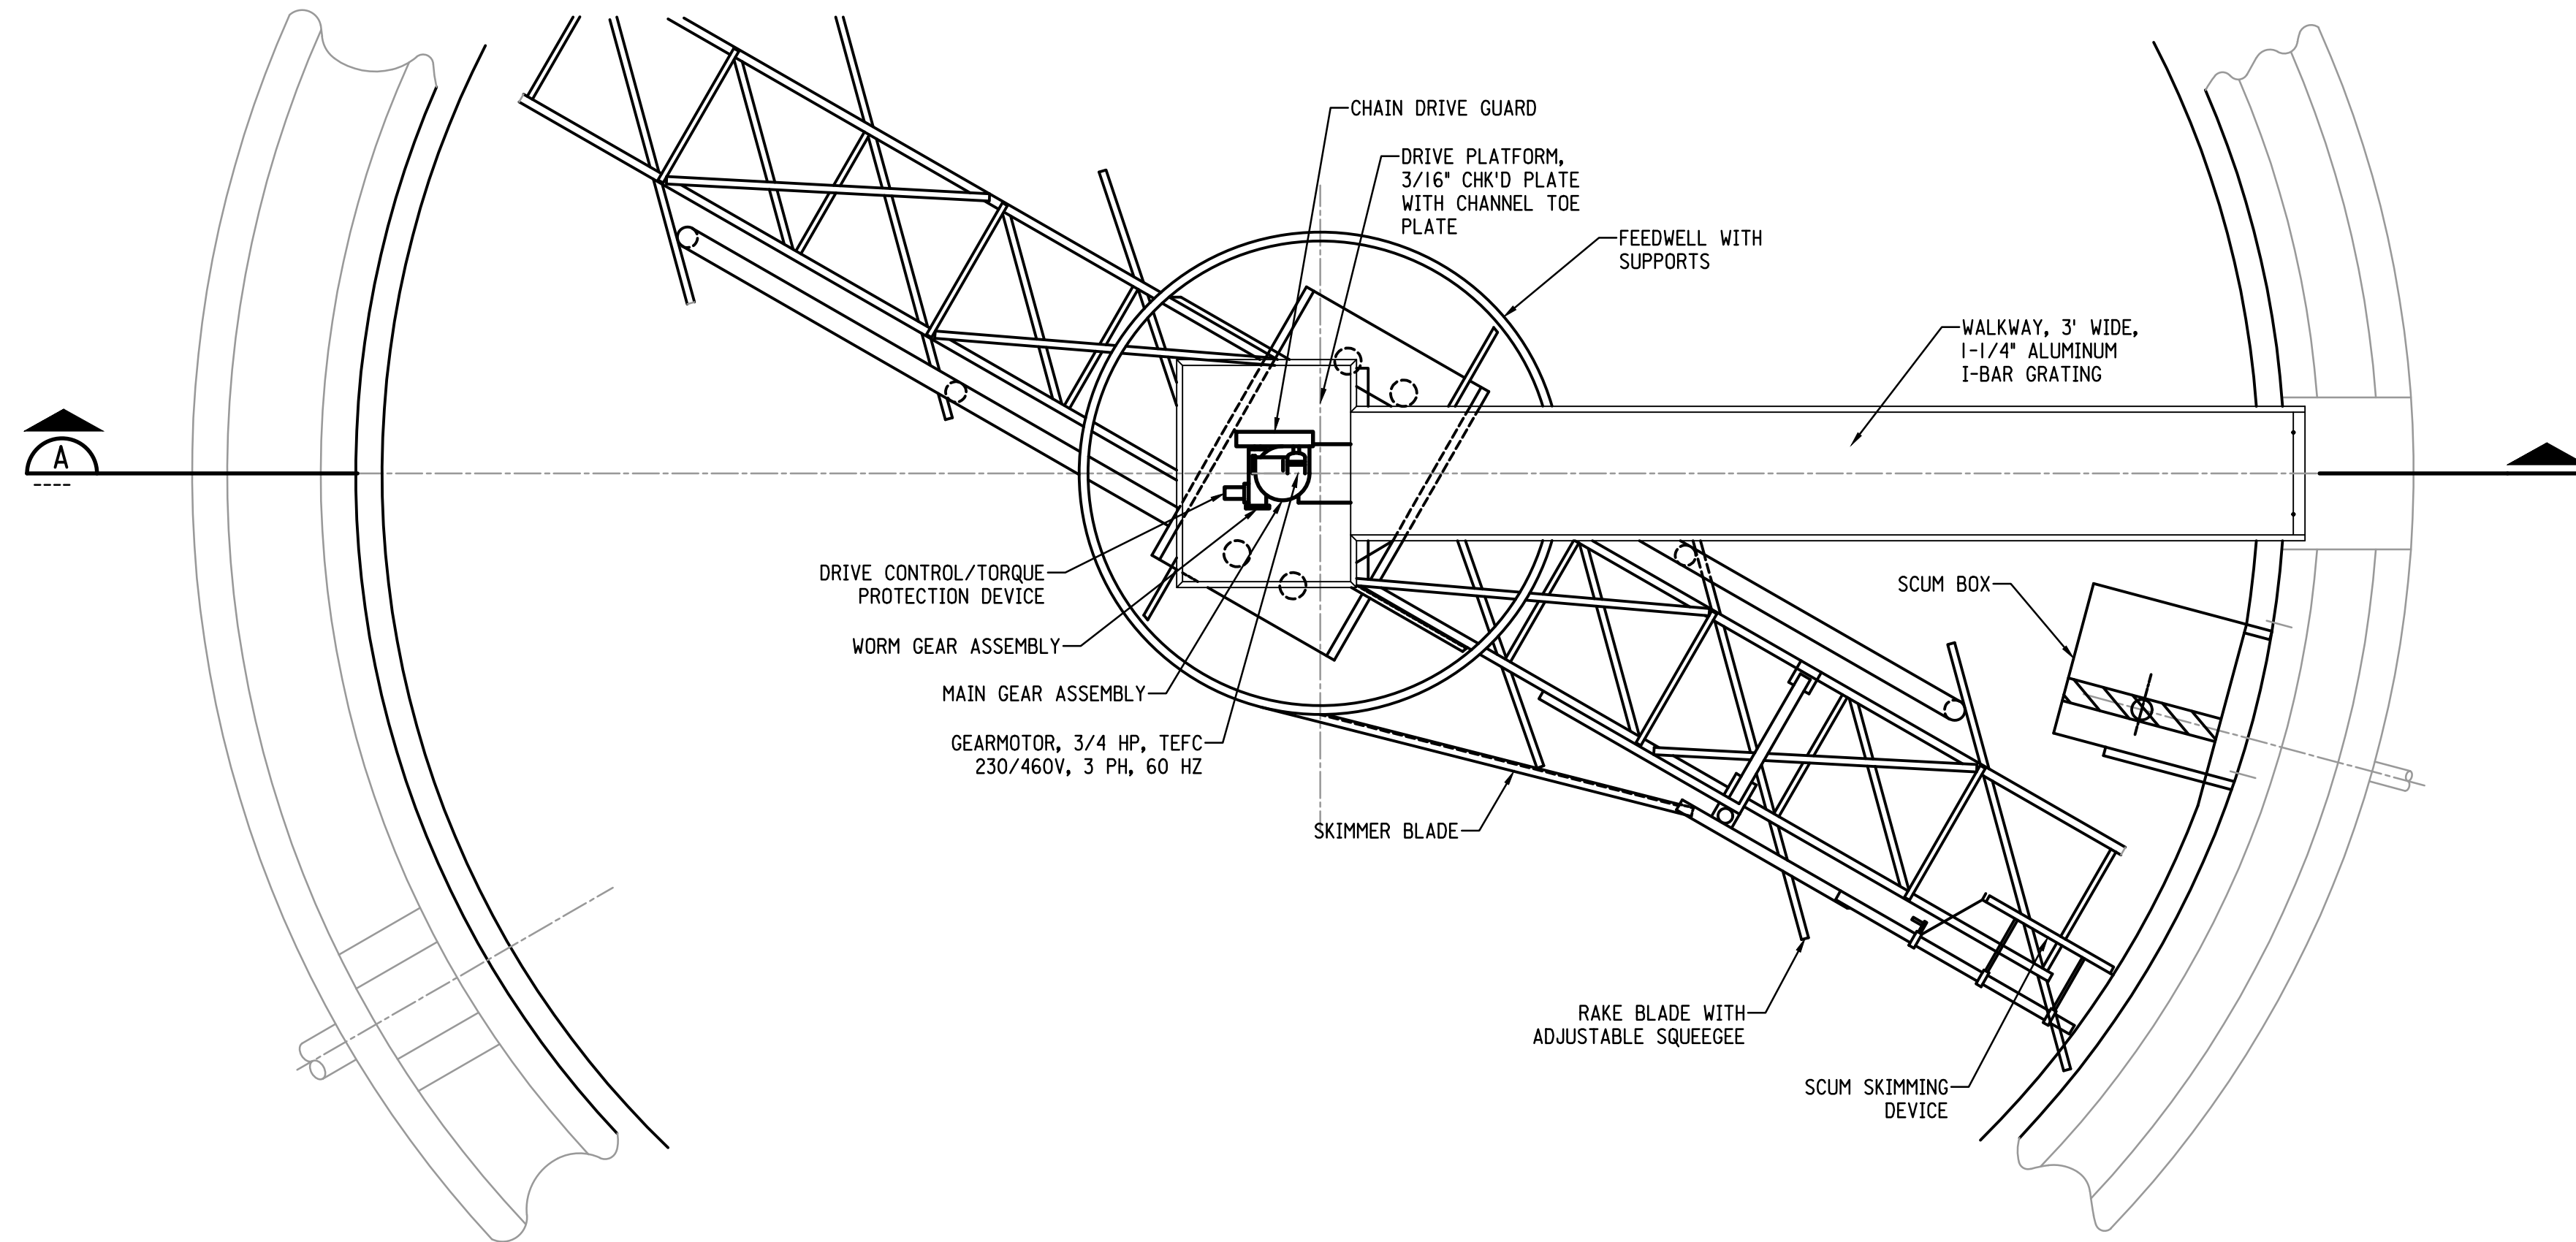 CHAIN DRIVE GUARD
DRIVE PLATFORM,
3/16" CHK'D PLATE
WITH CHANNEL TOE
PLATE
FEEDWELL WITH
SUPPORTS
WALKWAY, 3' WIDE,
1-1/4" ALUMINUM
I-BAR GRATING
A
DRIVE CONTROL/TORQUE
PROTECTION DEVICE
SCUM BOX
WORM GEAR ASSEMBLY
MAIN GEAR ASSEMBLY
GEARMOTOR, 3/4 HP, TEFC
230/460V, 3 PH, 60 HZ
SKIMMER BLADE
RAKE BLADE WITH
ADJUSTABLE SQUEEGEE
SCUM SKIMMING
DEVICE